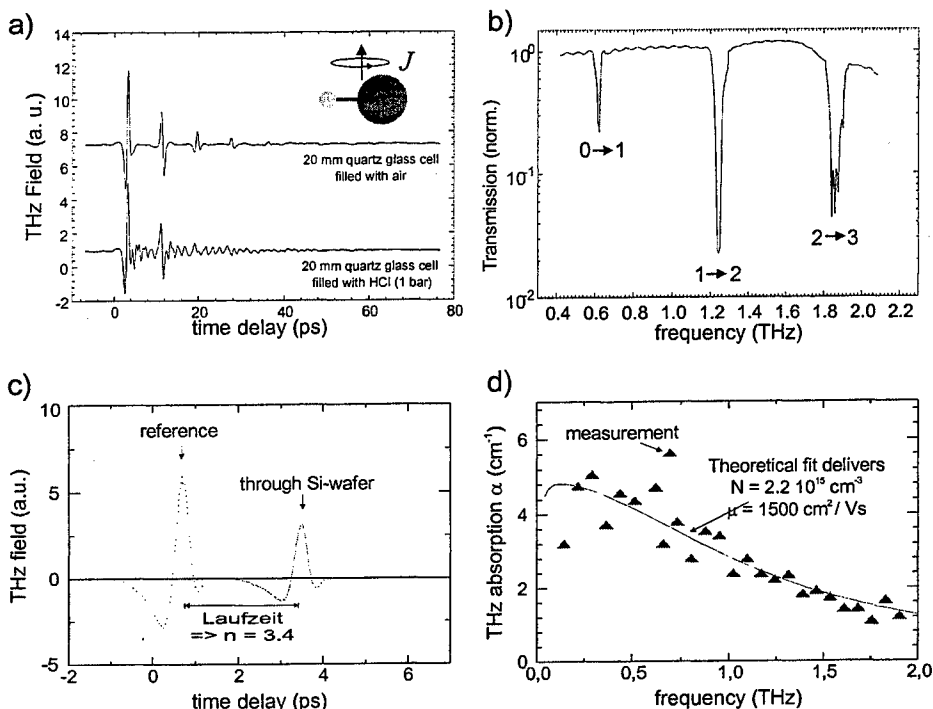 a)
14
12
10
8
6
4
2
0
-2
THz Field (a. u.)
J
20 mm quartz glass cell
filled with air
20 mm quartz glass cell
filled with HCl (1 bar)
0 20 40 60 80
time delay (ps)
b)
10⁰
10⁻¹
10⁻²
Transmission (norm.)
0→1
1→2
2→3
0.4 0.6 0.8 1.0 1.2 1.4 1.6 1.8 2.0 2.2
frequency (THz)
c)
10
5
0
-5
THz field (a.u.)
reference
through Si-wafer
Laufzeit
=> n = 3.4
-2 0 2 4 6
time delay (ps)
d)
6
4
2
0
THz absorption α (cm⁻¹)
measurement
Theoretical fit delivers
N = 2.2 10¹⁵ cm⁻³
μ = 1500 cm²/ Vs
0,0 0,5 1,0 1,5 2,0
frequency (THz)